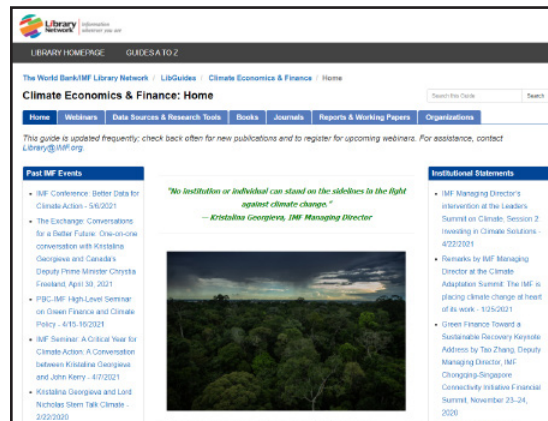 Library Network
information wherever you are
LIBRARY HOMEPAGE GUIDES A TO Z
The World Bank/IMF Library Network / LibGuides / Climate Economics & Finance / Home
Climate Economics & Finance: Home
Search this Guide Search
Home Webinars Data Sources & Research Tools Books Journals Reports & Working Papers Organizations
This guide is updated frequently; check back often for new publications and to register for upcoming webinars. For assistance, contact
Library@IMF.org.
Past IMF Events
• IMF Conference: Better Data for
Climate Action - 5/6/2021
• The Exchange: Conversations
for a Better Future: One-on-one
conversation with Kristalina
Georgieva and Canada's
Deputy Prime Minister Chrystia
Freeland, April 30, 2021
• PBC-IMF High-Level Seminar
on Green Finance and Climate
Policy - 4/15-16/2021
• IMF Seminar: A Critical Year for
Climate Action: A Conversation
between Kristalina Georgieva
and John Kerry - 4/7/2021
• Kristalina Georgieva and Lord
Nicholas Stern Talk Climate -
2/22/2020
"No institution or individual can stand on the sidelines in the fight
against climate change."
— Kristalina Georgieva, IMF Managing Director
Institutional Statements
• IMF Managing Director's
intervention at the Leaders
Summit on Climate: Session 2:
Investing in Climate Solutions -
4/22/2021
• Remarks by IMF Managing
Director at the Climate
Adaptation Summit: The IMF is
placing climate change at heart
of its work - 1/25/2021
• Green Finance Toward a
Sustainable Recovery Keynote
Address by Tao Zhang, Deputy
Managing Director, IMF
Chongqing-Singapore
Connectivity Initiative Financial
Summit, November 23–24,
2020